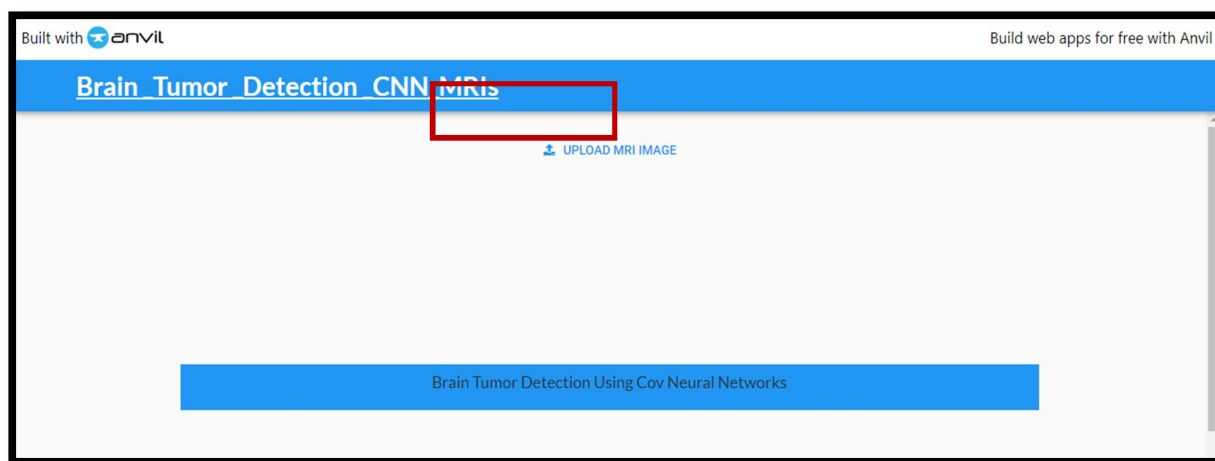 Built with anvil
Build web apps for free with Anvil
Brain_Tumor_Detection_CNN_MRIs
UPLOAD MRI IMAGE
Brain Tumor Detection Using Cov Neural Networks